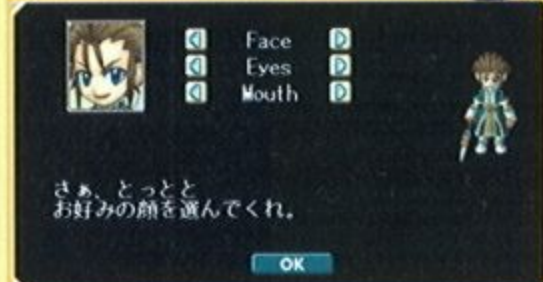 Face
Eyes
Mouth
さぁ、とっとと
お好みの顔を選んでくれ。
OK